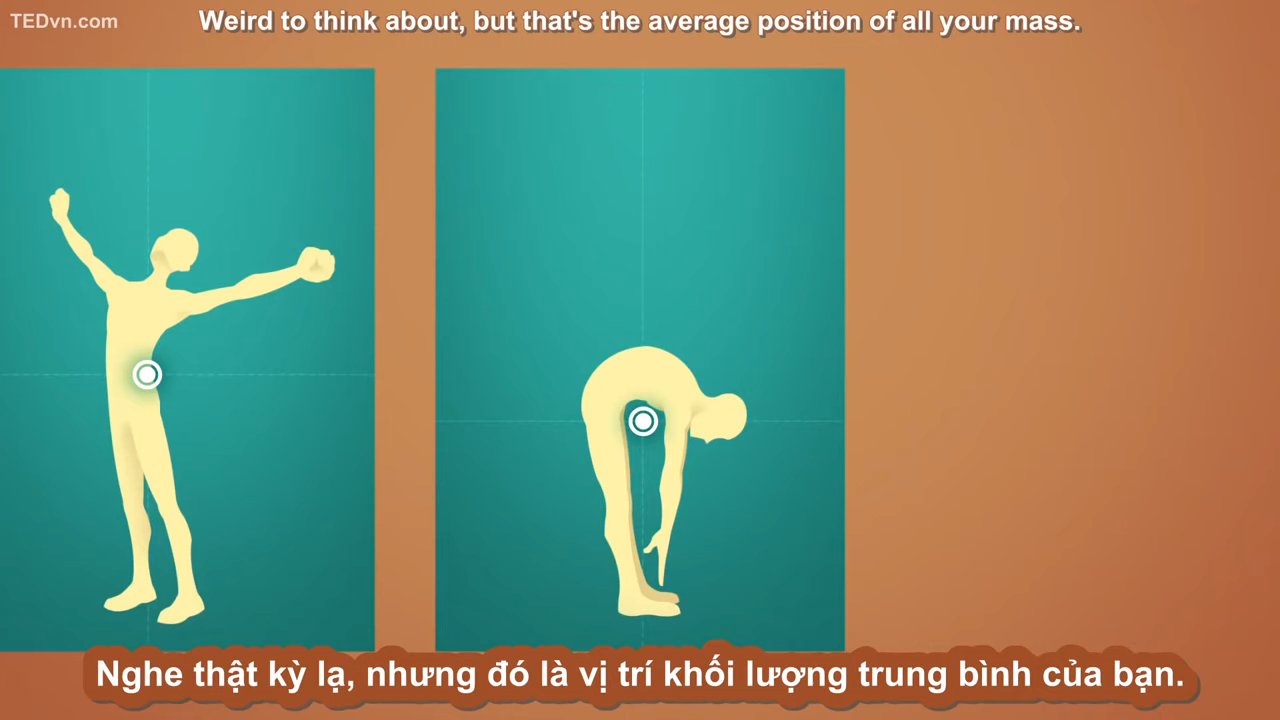 TEDvn.com
Weird to think about, but that's the average position of all your mass.
Nghe thật kỳ lạ, nhưng đó là vị trí khối lượng trung bình của bạn.